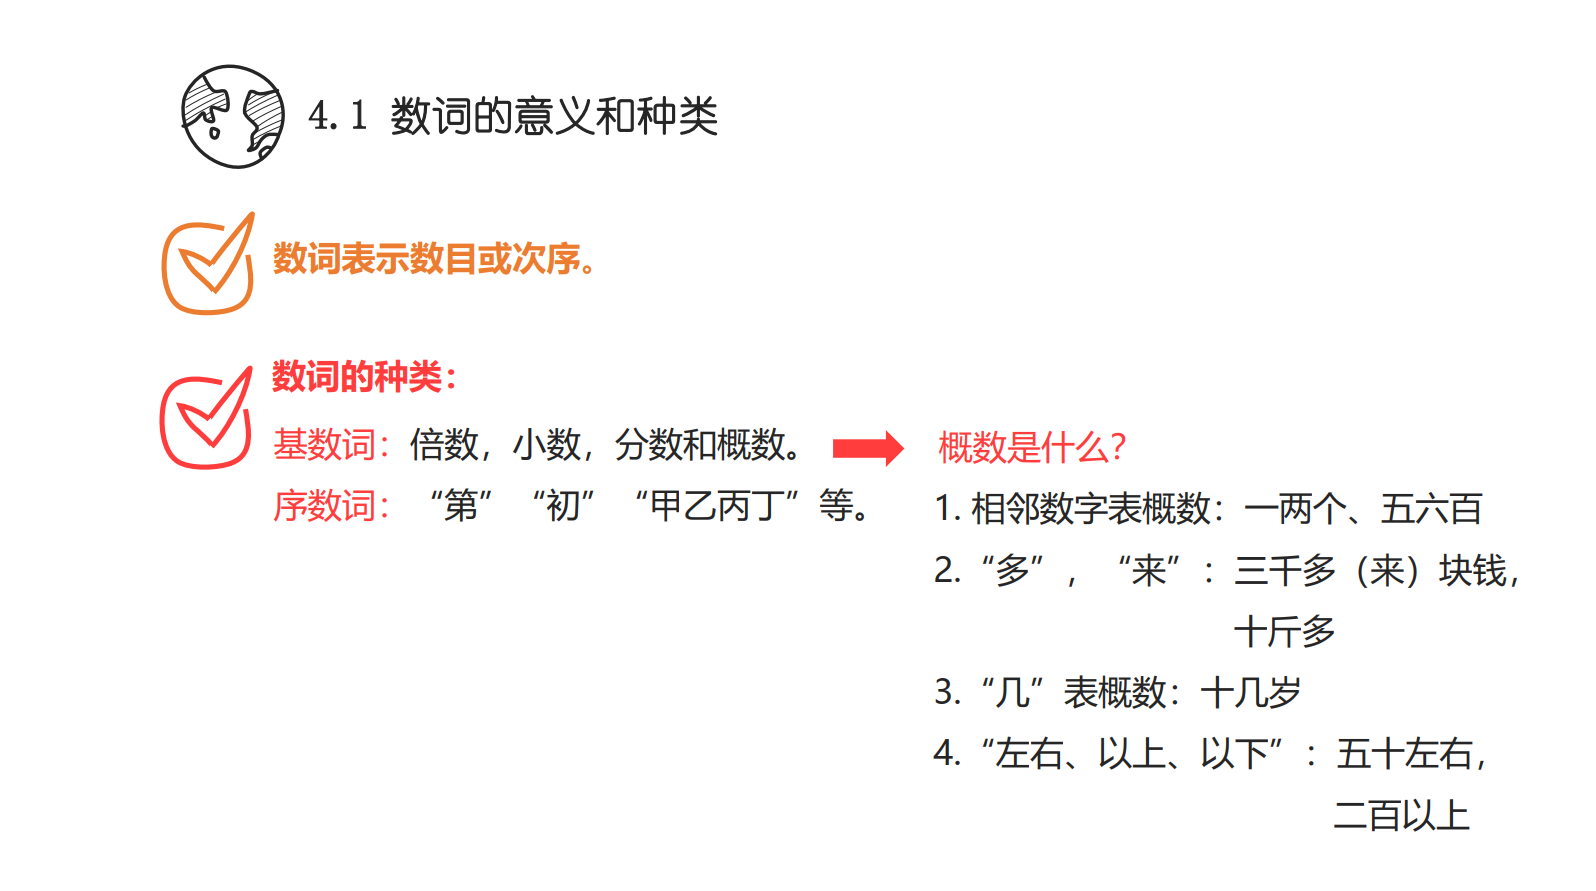 4.1 数词的意义和种类
数词表示数目或次序。
数词的种类：
基数词：倍数，小数，分数和概数。
序数词：“第”“初”“甲乙丙丁”等。
概数是什么？
1. 相邻数字表概数：一两个、五六百
2.“多”，“来”：三千多（来）块钱，
十斤多
3.“几”表概数：十几岁
4.“左右、以上、以下”：五十左右，
二百以上